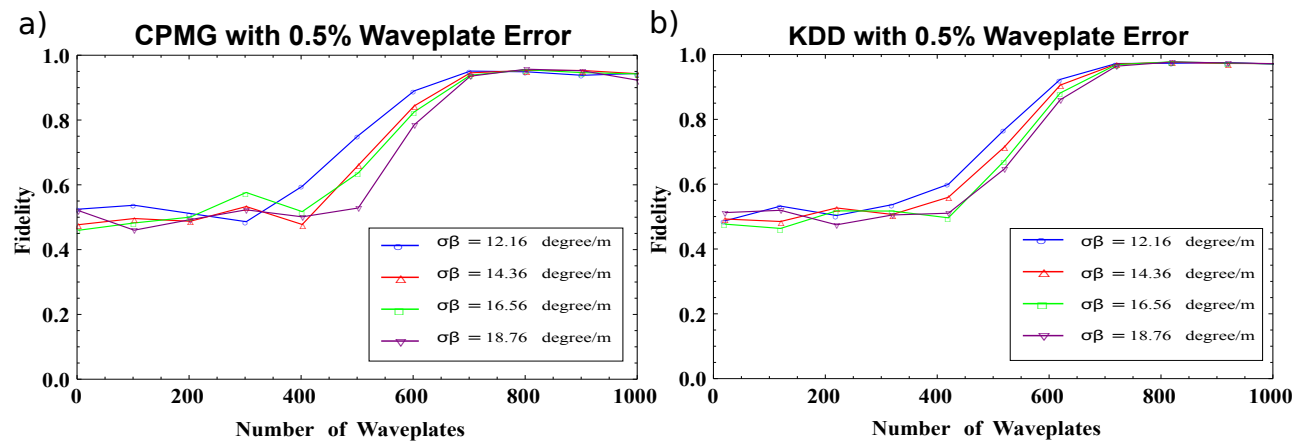 a)
CPMG with 0.5% Waveplate Error
1.0
0.8
0.6
0.4
0.2
0.0
Fidelity
σβ = 12.16 degree/m
σβ = 14.36 degree/m
σβ = 16.56 degree/m
σβ = 18.76 degree/m
0 200 400 600 800 1000
Number of Waveplates
b)
KDD with 0.5% Waveplate Error
1.0
0.8
0.6
0.4
0.2
0.0
Fidelity
σβ = 12.16 degree/m
σβ = 14.36 degree/m
σβ = 16.56 degree/m
σβ = 18.76 degree/m
0 200 400 600 800 1000
Number of Waveplates